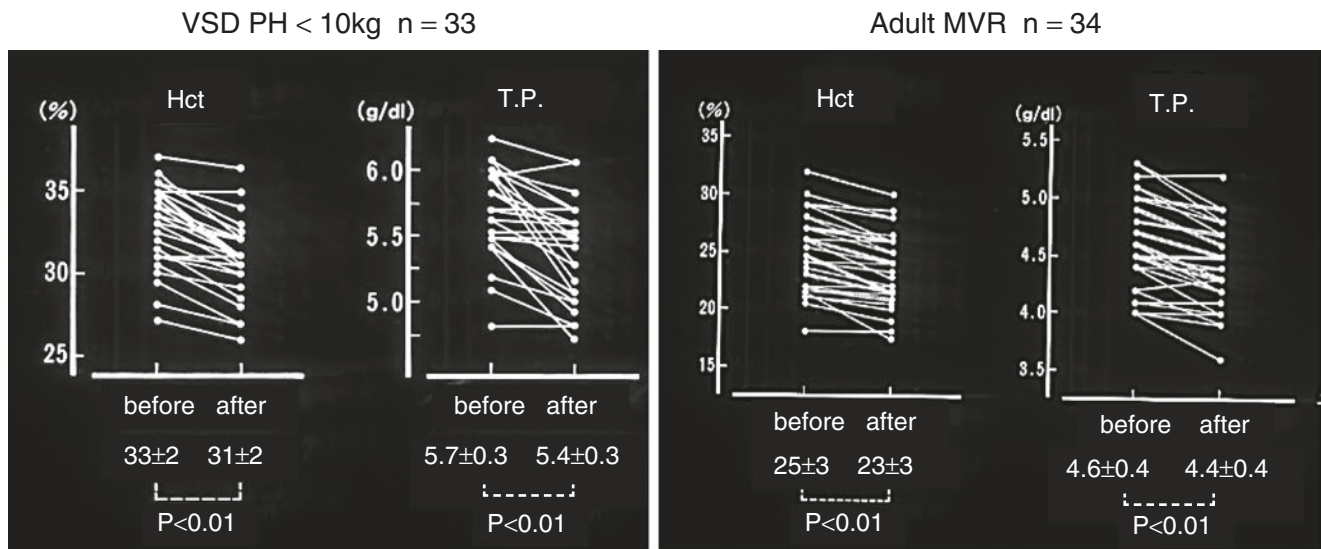 VSD PH < 10kg n = 33
Hct
(%)
35
30
25
before after
33±2 31±2
P<0.01
T.P.
(g/dl)
6.0
5.5
5.0
before after
5.7±0.3 5.4±0.3
P<0.01
Adult MVR n = 34
Hct
(%)
35
30
25
20
15
before after
25±3 23±3
P<0.01
T.P.
(g/dl)
5.5
5.0
4.5
4.0
3.5
before after
4.6±0.4 4.4±0.4
P<0.01